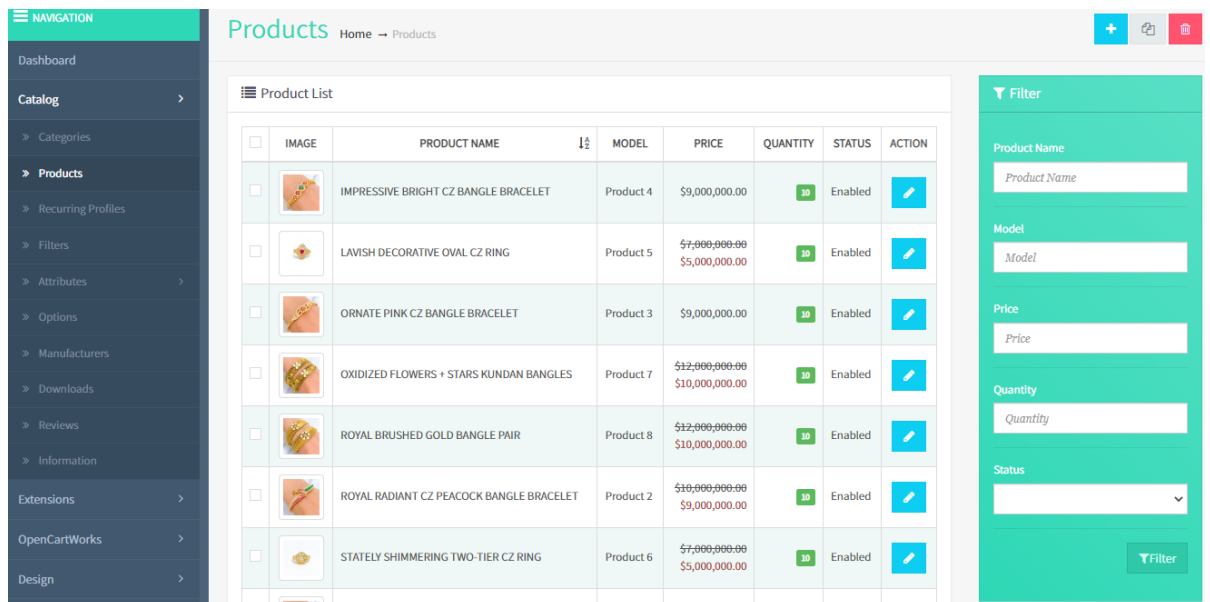 NAVIGATION
Dashboard
Catalog
Categories
Products
Recurring Profiles
Filters
Attributes
Options
Manufacturers
Downloads
Reviews
Information
Extensions
OpenCartWorks
Design
Products Home → Products
Product List
IMAGE PRODUCT NAME MODEL PRICE QUANTITY STATUS ACTION
IMPRESSIVE BRIGHT CZ BANGLE BRACELET Product 4 $9,000,000.00 10 Enabled
LAVISH DECORATIVE OVAL CZ RING Product 5 $7,000,000.00 10 Enabled
$5,000,000.00
ORNATE PINK CZ BANGLE BRACELET Product 3 $9,000,000.00 10 Enabled
OXIDIZED FLOWERS + STARS KUNDAN BANGLES Product 7 $12,000,000.00 10 Enabled
$10,000,000.00
ROYAL BRUSHED GOLD BANGLE PAIR Product 8 $12,000,000.00 10 Enabled
$10,000,000.00
ROYAL RADIANT CZ PEACOCK BANGLE BRACELET Product 2 $10,000,000.00 10 Enabled
$9,000,000.00
STATELY SHIMMERING TWO-TIER CZ RING Product 6 $7,000,000.00 10 Enabled
$5,000,000.00
Filter
Product Name
Product Name
Model
Model
Price
Price
Quantity
Quantity
Status
Filter